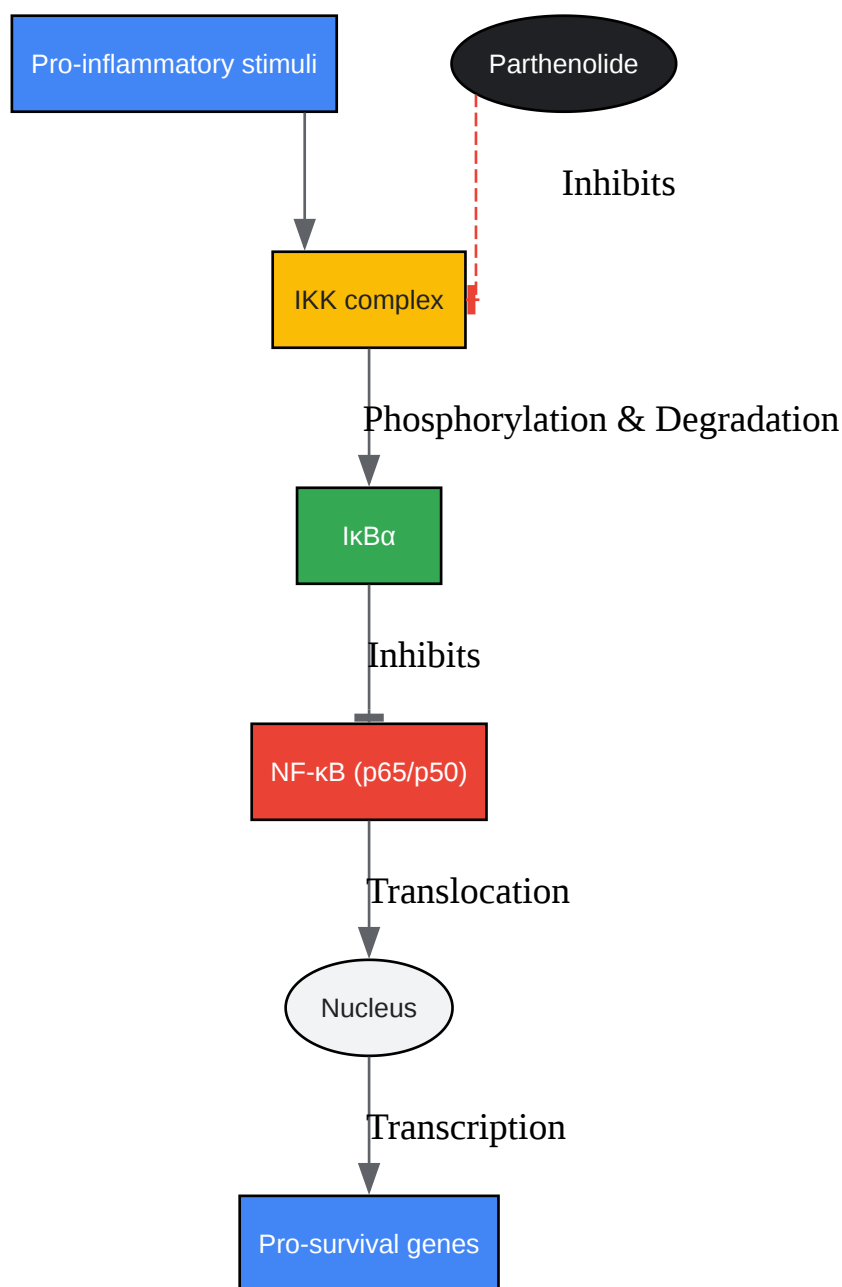 Pro-inflammatory stimuli
Parthenolide
Inhibits
IKK complex
Phosphorylation & Degradation
IκBα
Inhibits
NF-κB (p65/p50)
Translocation
Nucleus
Transcription
Pro-survival genes